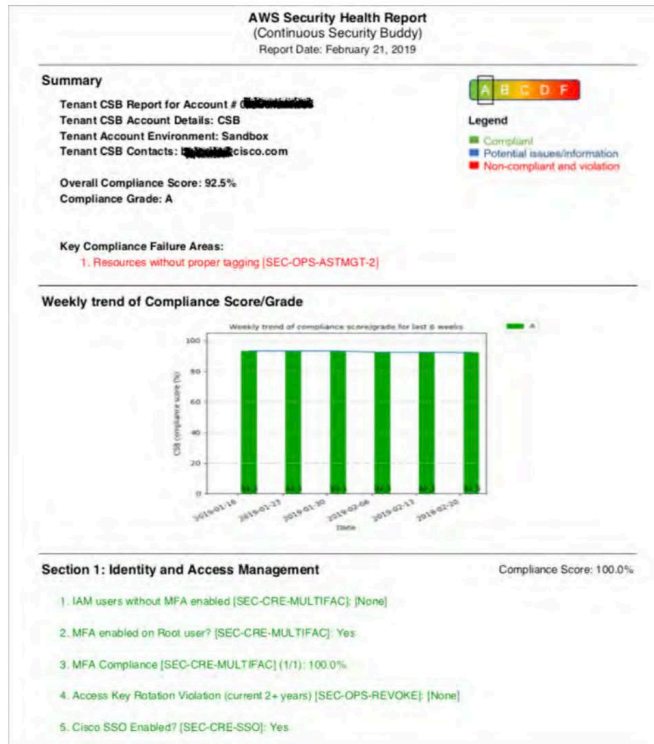 AWS Security Health Report
(Continuous Security Buddy)
Report Date: February 21, 2019
Summary
Tenant CSB Report for Account #
Tenant CSB Account Details: CSB
Tenant Account Environment: Sandbox
Tenant CSB Contacts: cisco.com
Overall Compliance Score: 92.5%
Compliance Grade: A
A B C D F
Legend
Compliant
Potential issues/information
Non-compliant and violation
Key Compliance Failure Areas:
1. Resources without proper tagging [SEC-OPS-ASTMGT-2]
Weekly trend of Compliance Score/Grade
Weekly trend of compliance score/grade for last 6 weeks
A
CSB compliance score (%)
100
80
60
40
20
0
2019-01-16 2019-01-27 2019-01-30 2019-02-06 2019-02-13 2019-02-20
Date
Section 1: Identity and Access Management
Compliance Score: 100.0%
1. IAM users without MFA enabled [SEC-CRE-MULTIFAC]: [None]
2. MFA enabled on Root user? [SEC-CRE-MULTIFAC]: Yes
3. MFA Compliance [SEC-CRE-MULTIFAC] (1/1): 100.0%
4. Access Key Rotation Violation (current 2+ years) [SEC-OPS-REVOKE]: [None]
5. Cisco SSO Enabled? [SEC-CRE-SSO]: Yes